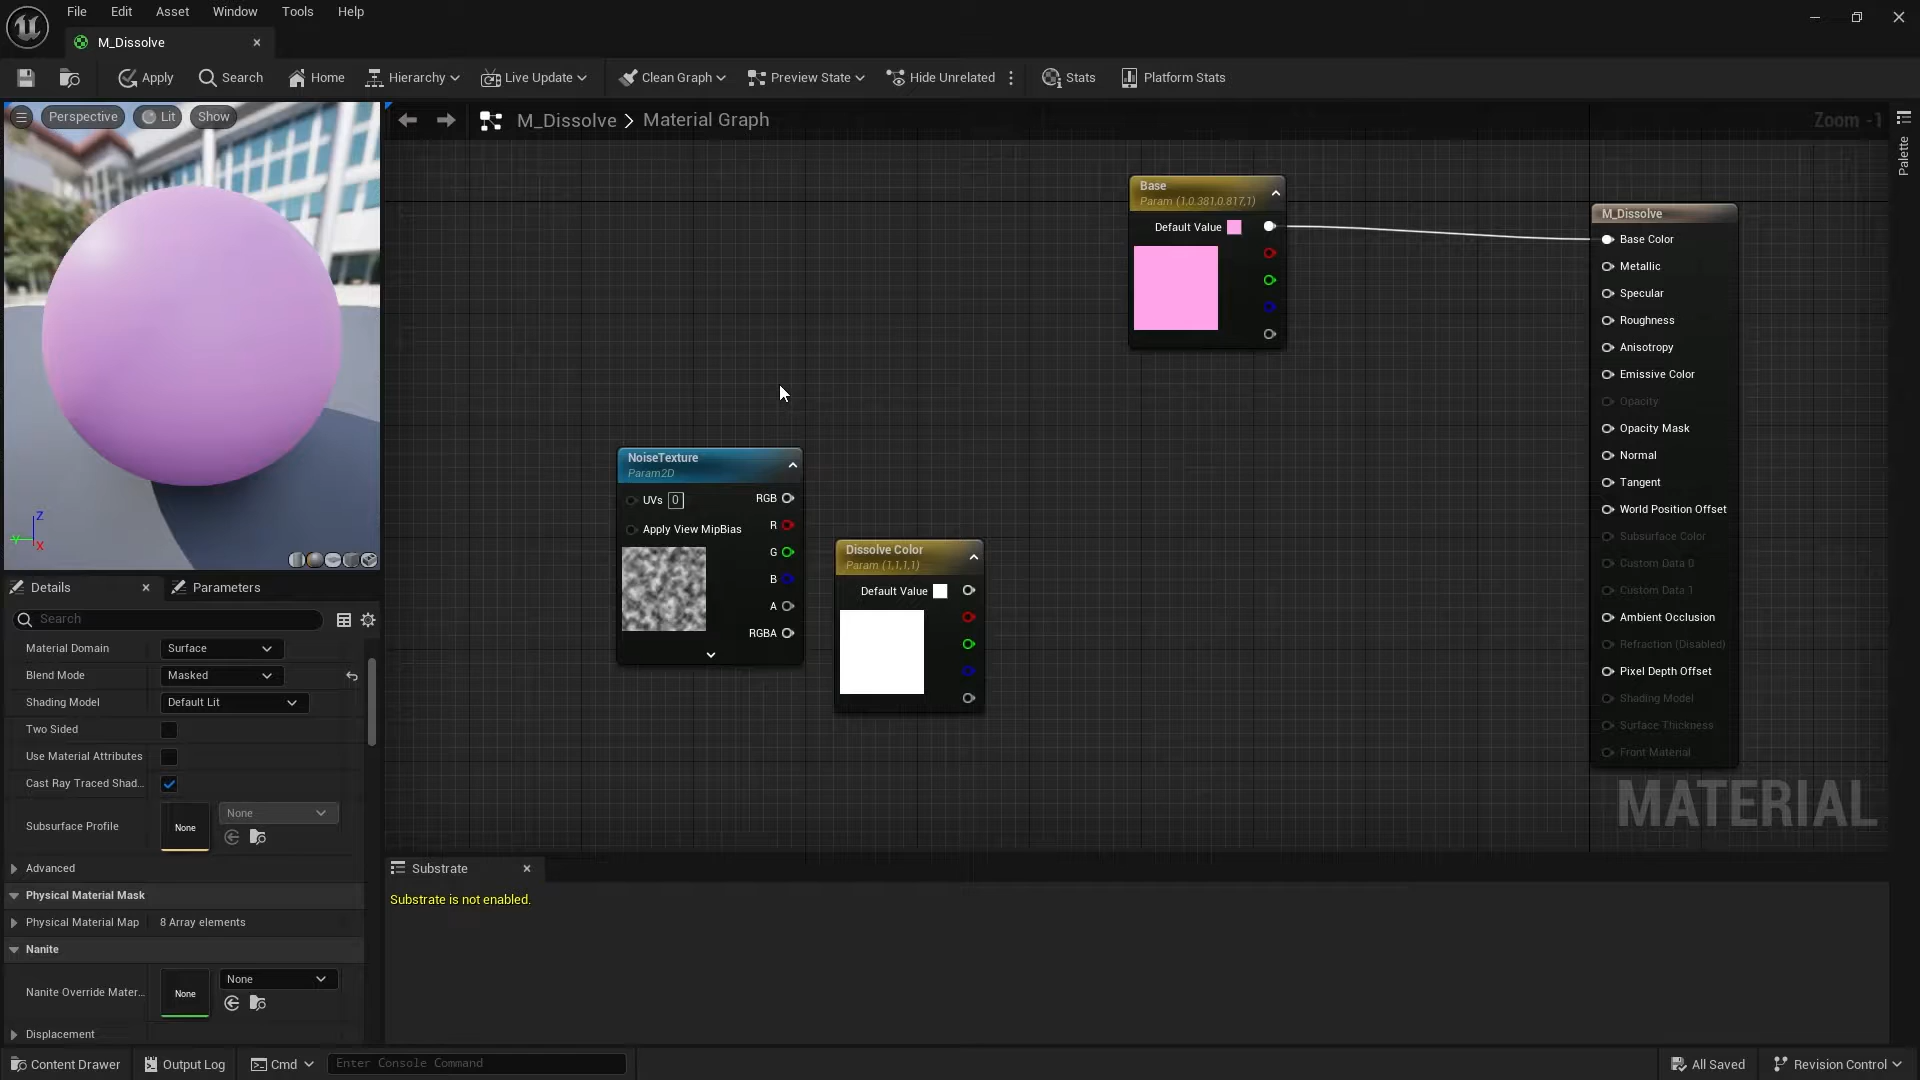 File Edit Asset Window Tools Help
M_Dissolve
Apply Search Home Hierarchy Live Update Clean Graph Preview State Hide Unrelated Stats Platform Stats
Perspective Lit Show
M_Dissolve > Material Graph
Zoom -1
Palette
Base
Param (1,0.381,0.817,1)
Default Value
M_Dissolve
Base Color
Metallic
Specular
Roughness
Anisotropy
Emissive Color
Opacity
Opacity Mask
Normal
Tangent
World Position Offset
Subsurface Color
Custom Data 0
Custom Data 1
Ambient Occlusion
Refraction (Disabled)
Pixel Depth Offset
Shading Model
Surface Thickness
Front Material
NoiseTexture
Param2D
UVs 0 RGB
Apply View MipBias R
G
B
A
RGBA
Dissolve Color
Param (1,1,1,1)
Default Value
MATERIAL
Z
Y
X
Details Parameters
Search
Material Domain Surface
Blend Mode Masked
Shading Model Default Lit
Two Sided
Use Material Attributes
Cast Ray Traced Shad...
Subsurface Profile None None
Advanced
Physical Material Mask
Physical Material Map 8 Array elements
Nanite
Nanite Override Mater... None None
Displacement
Substrate
Substrate is not enabled.
Content Drawer Output Log Cmd Enter Console Command All Saved Revision Control